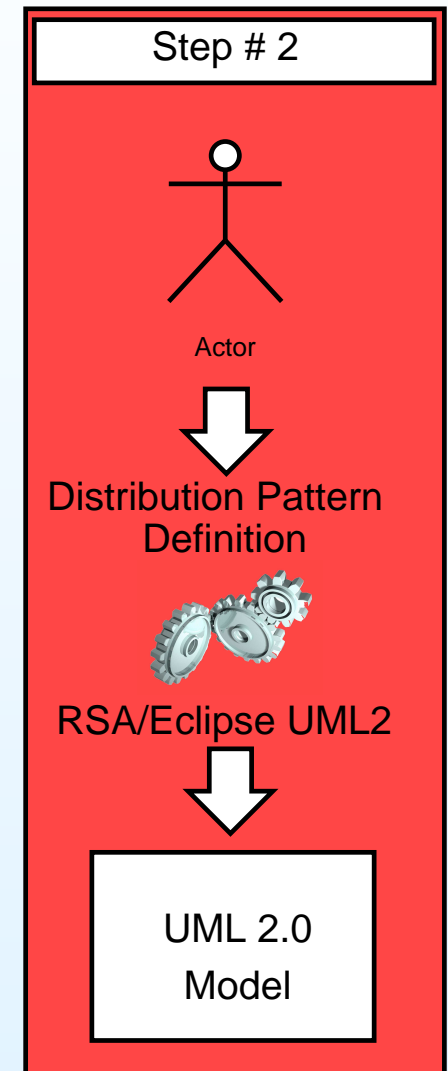 Step # 2
Actor
Distribution Pattern
Definition
RSA/Eclipse UML2
UML 2.0
Model